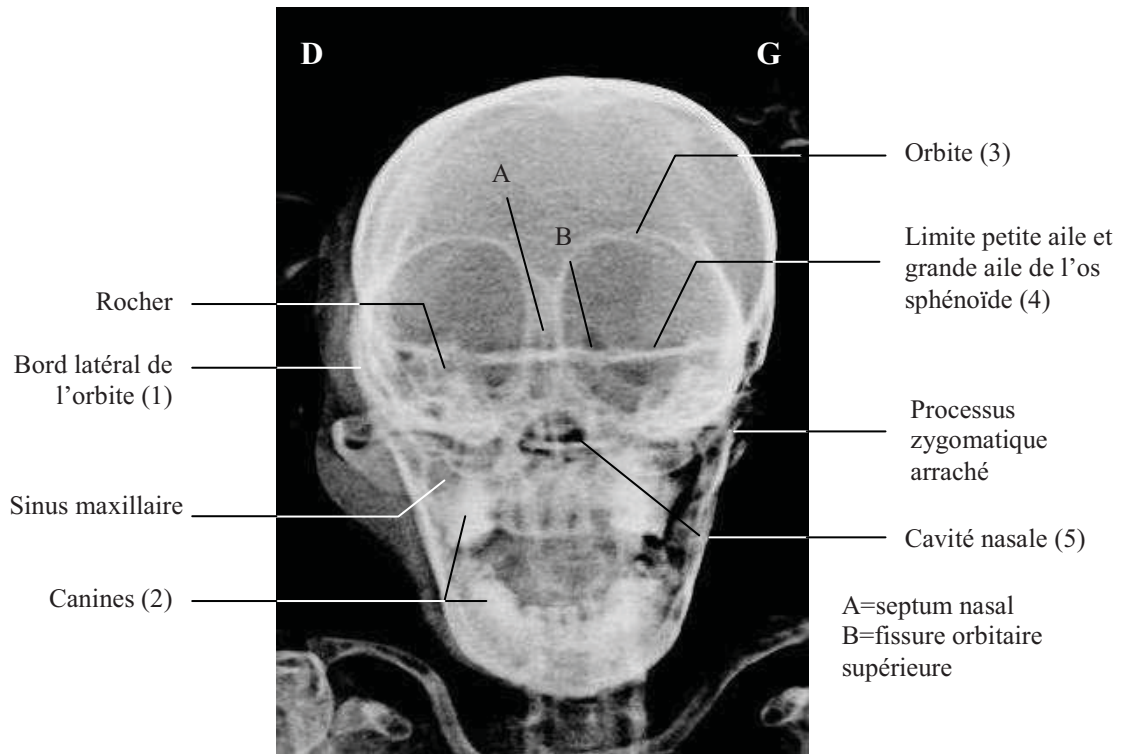 D
G
A
B
Rocher
Bord latéral de
l’orbite (1)
Sinus maxillaire
Canines (2)
Orbite (3)
Limite petite aile et
grande aile de l’os
sphénoïde (4)
Processus
zygomatique
arraché
Cavité nasale (5)
A=septum nasal
B=fissure orbitaire
supérieure